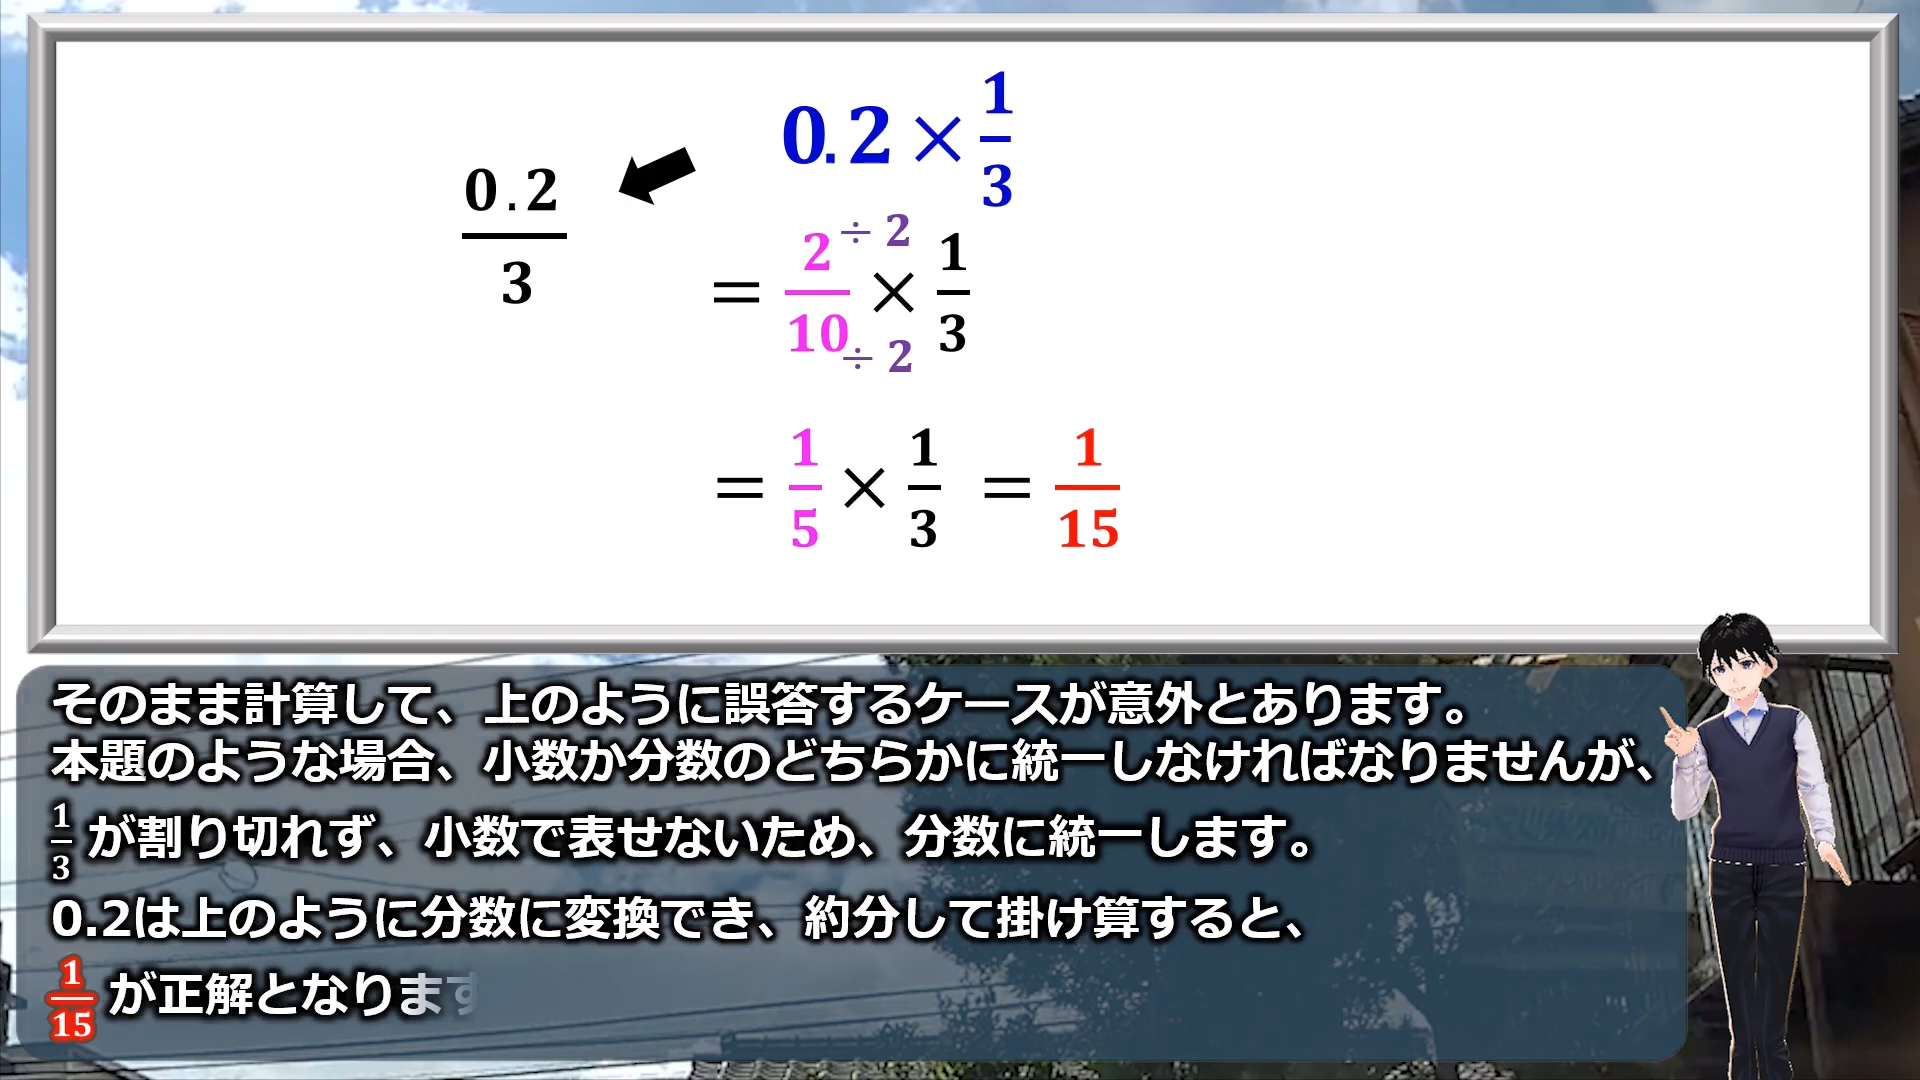 0.2 × 1/3
0.2/3
= 2/10 × 1/3
÷ 2
÷ 2
= 1/5 × 1/3 = 1/15
そのまま計算して、上のように誤答するケースが意外とあります。
本題のような場合、小数か分数のどちらかに統一しなければなりませんが、
1/3 が割り切れず、小数で表せないため、分数に統一します。
0.2は上のように分数に変換でき、約分して掛け算すると、
1/15 が正解となります